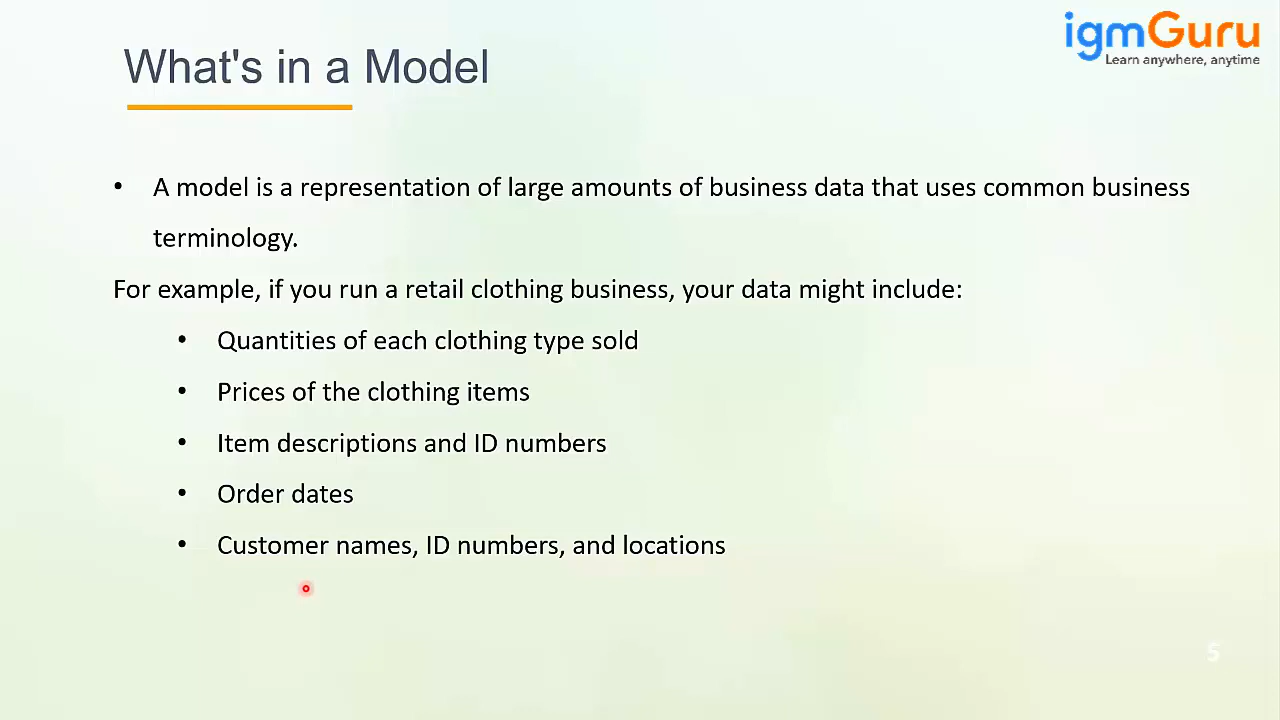 igmGuru
Learn anywhere, anytime
What's in a Model
• A model is a representation of large amounts of business data that uses common business
terminology.
For example, if you run a retail clothing business, your data might include:
• Quantities of each clothing type sold
• Prices of the clothing items
• Item descriptions and ID numbers
• Order dates
• Customer names, ID numbers, and locations
5